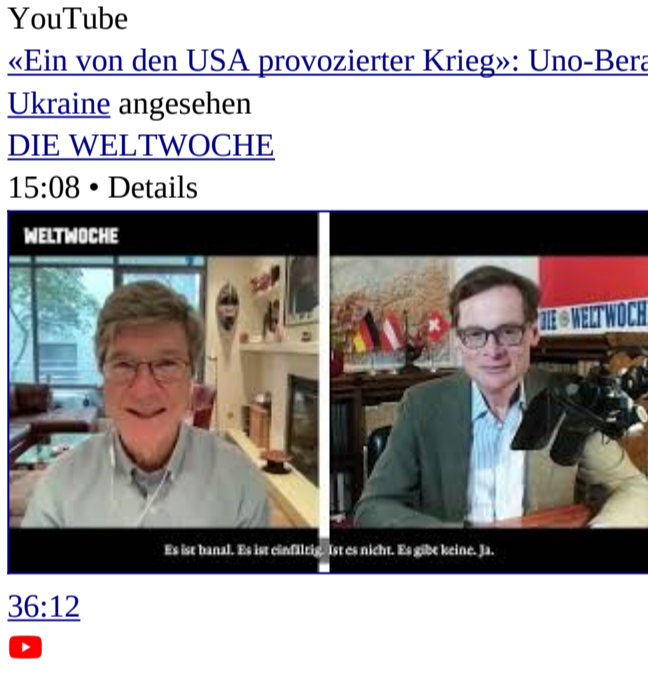 YouTube
«Ein von den USA provozierter Krieg»: Uno-Bera
Ukraine angesehen
DIE WELTWOCHE
15:08 • Details
WELTWOCHE
DIE WELTWOCH
Es ist banal. Es ist einfältig. Ist es nicht. Es gibt keine. Ja.
36:12